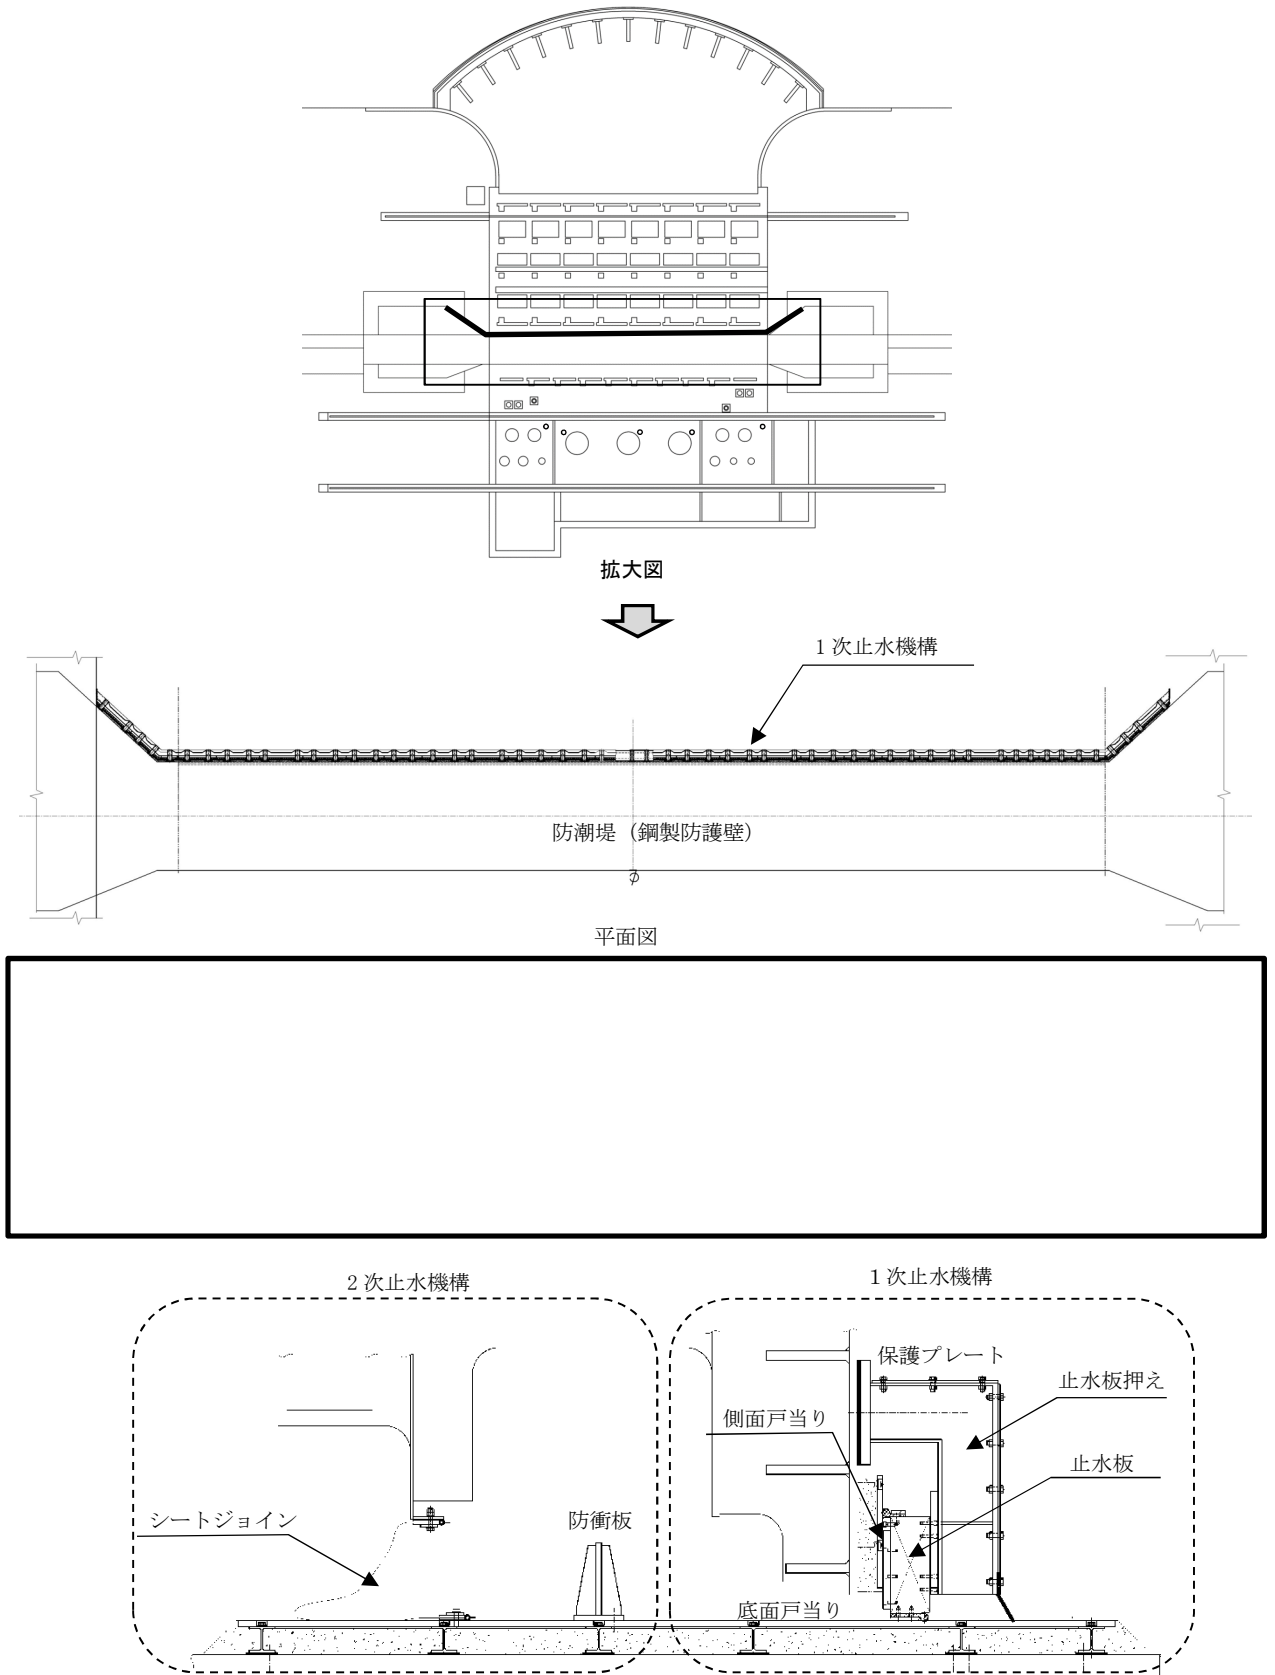 拡大図
1 次止水機構
防潮堤（鋼製防護壁）
平面図
2 次止水機構
1 次止水機構
保護プレート
止水板押え
側面戸当り
止水板
シートジョイン
防衝板
底面戸当り